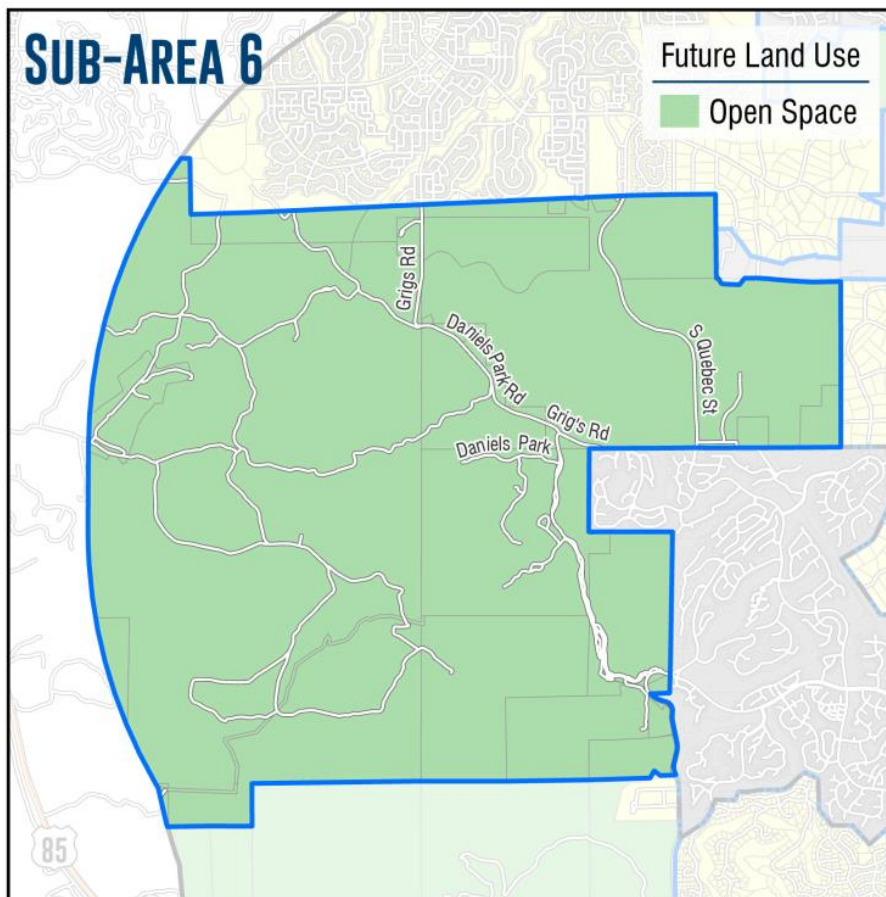 SUB-AREA 6
Future Land Use
Open Space
Grigs Rd
Daniels Park Rd
S Quebec St
Grig's Rd
Daniels Park
85